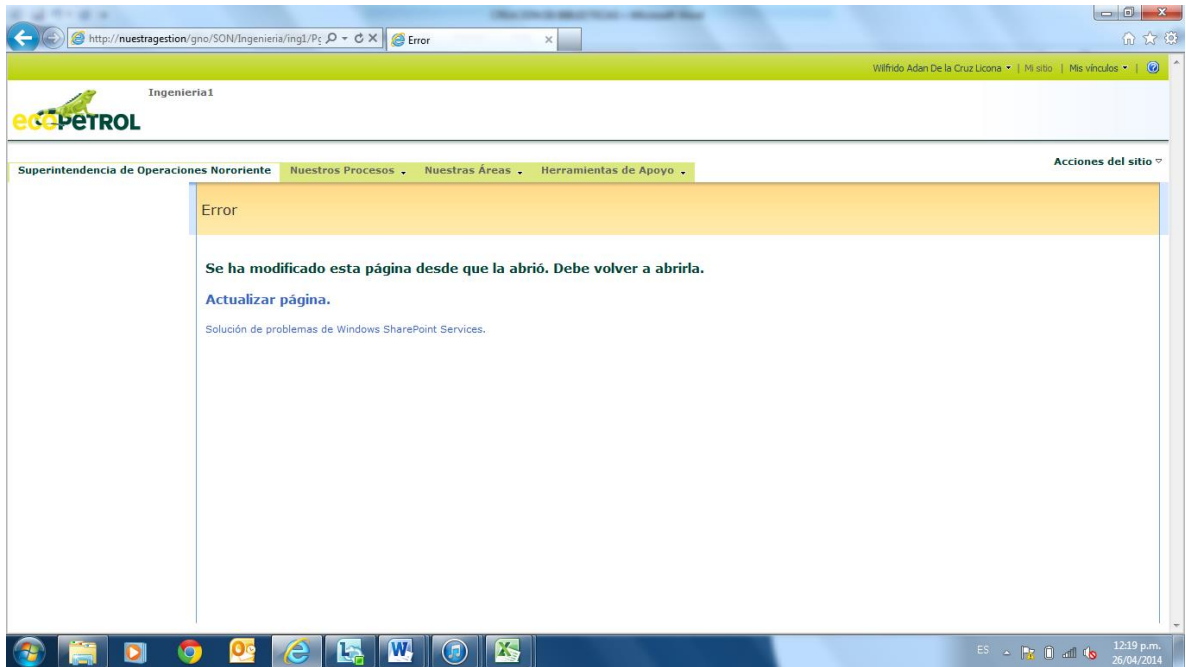 http://nuestragestion/gno/SON/Ingenieria/ing1/Pç
Error
Wilfrido Adan De la Cruz Licona | Mi sitio | Mis vínculos |
Ingenieria1
ecopetrol
Acciones del sitio
Superintendencia de Operaciones Nororiente Nuestros Procesos Nuestras Áreas Herramientas de Apoyo
Error
Se ha modificado esta página desde que la abrió. Debe volver a abrirla.
Actualizar página.
Solución de problemas de Windows SharePoint Services.
ES
12:19 p.m.
26/04/2014